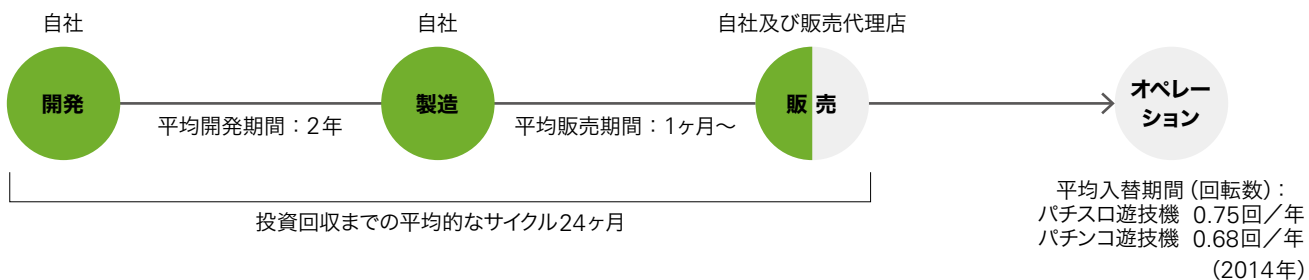 自社
自社
自社及び販売代理店
開発
製造
販売
オペレー
ション
平均開発期間：2年
平均販売期間：1ヶ月～
投資回収までの平均的なサイクル24ヶ月
平均入替期間（回転数）：
パチスロ遊技機 0.75回／年
パチンコ遊技機 0.68回／年
（2014年）